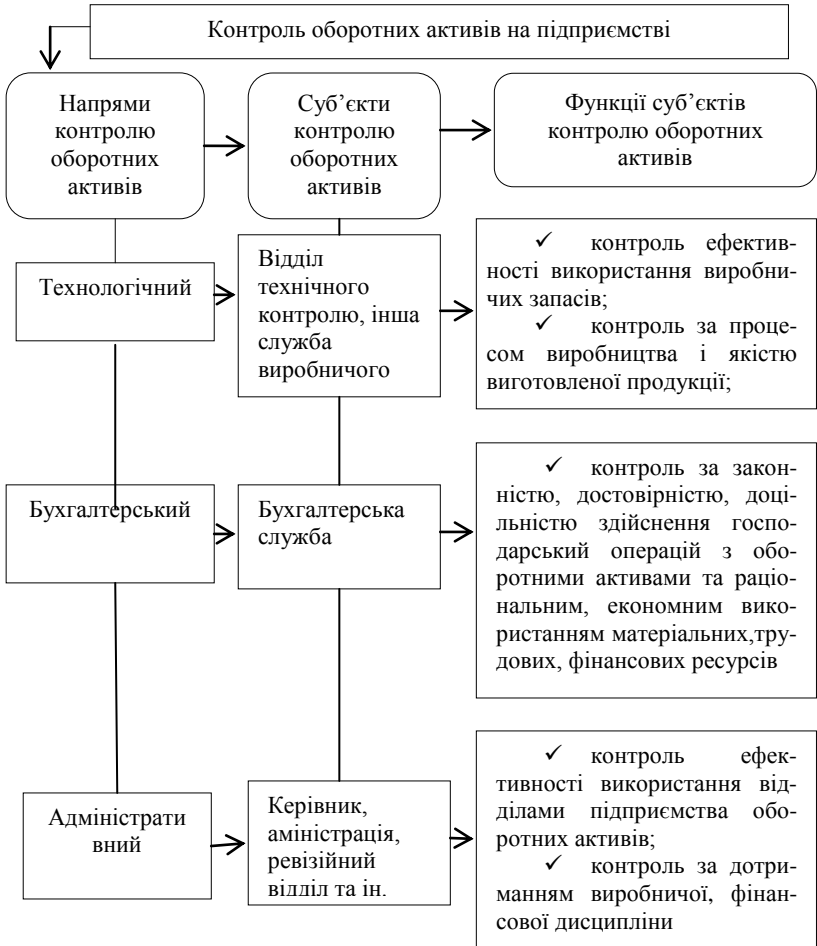 Контроль оборотних активів на підприємстві
Напрями
контролю
оборотних
активів
Суб’єкти
контролю
оборотних
активів
Функції суб’єктів
контролю оборотних
активів
Технологічний
Відділ
технічного
контролю, інша
служба
виробничого
✓ контроль ефектив-
ності використання виробни-
чих запасів;
✓ контроль за проце-
сом виробництва і якістю
виготовленої продукції;
Бухгалтерський
Бухгалтерська
служба
✓ контроль за закон-
ністю, достовірністю, доці-
льністю здійснення госпо-
дарський операцій з обо-
ротними активами та раціо-
нальним, економним вико-
ристанням матеріальних,тру-
дових, фінансових ресурсів
Адміністрати
вний
Керівник,
аміністрація,
ревізійний
відділ та ін.
✓ контроль ефек-
тивності використання від-
ділами підприємства обо-
ротних активів;
✓ контроль за дотри-
манням виробничої, фінан-
сової дисципліни